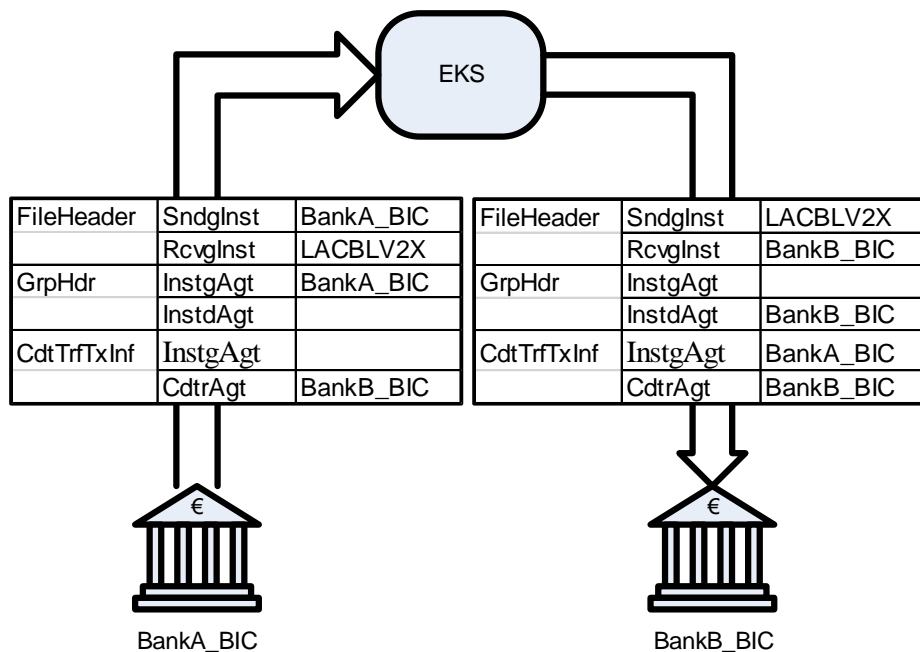 EKS
FileHeader SndgInst BankA_BIC
RcvgInst LACBLV2X
GrpHdr InstgAgt BankA_BIC
InstdAgt
CdtTrfTxInf InstgAgt
CdtrAgt BankB_BIC
FileHeader SndgInst LACBLV2X
RcvgInst BankB_BIC
GrpHdr InstgAgt
InstdAgt BankB_BIC
CdtTrfTxInf InstgAgt BankA_BIC
CdtrAgt BankB_BIC
€
BankA_BIC
€
BankB_BIC